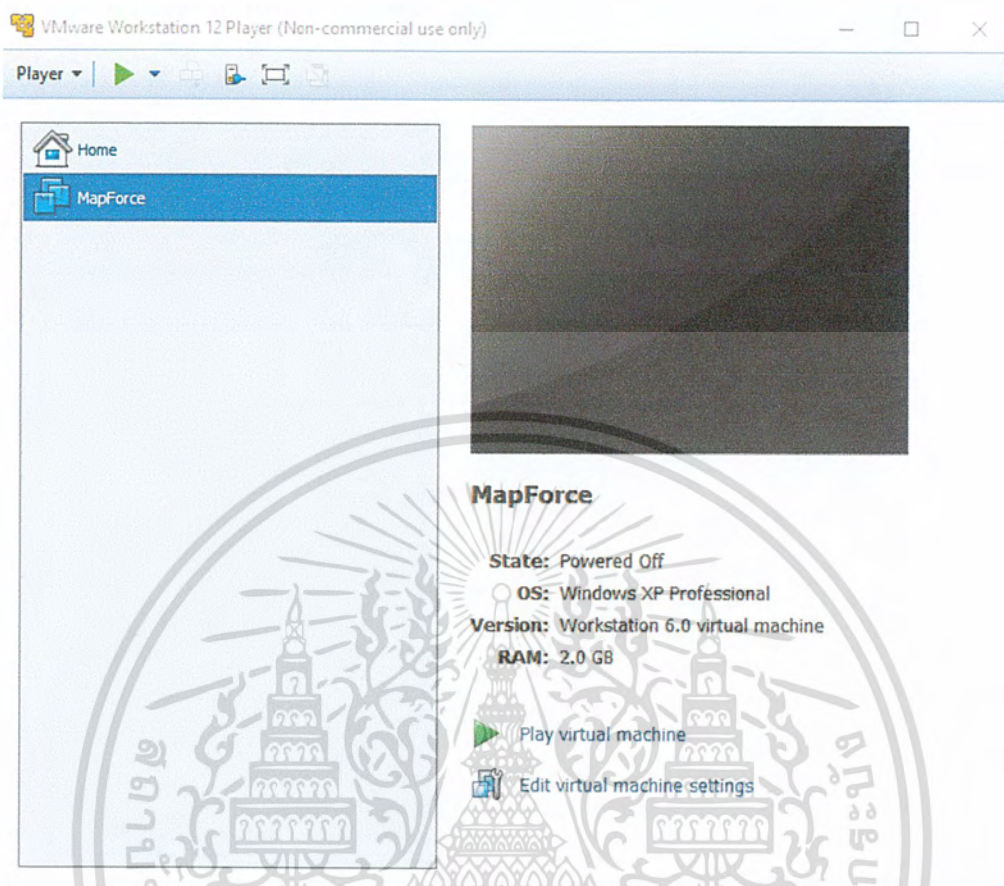 VMware Workstation 12 Player (Non-commercial use only)
Player
Home
MapForce
MapForce
State: Powered Off
OS: Windows XP Professional
Version: Workstation 6.0 virtual machine
RAM: 2.0 GB
Play virtual machine
Edit virtual machine settings